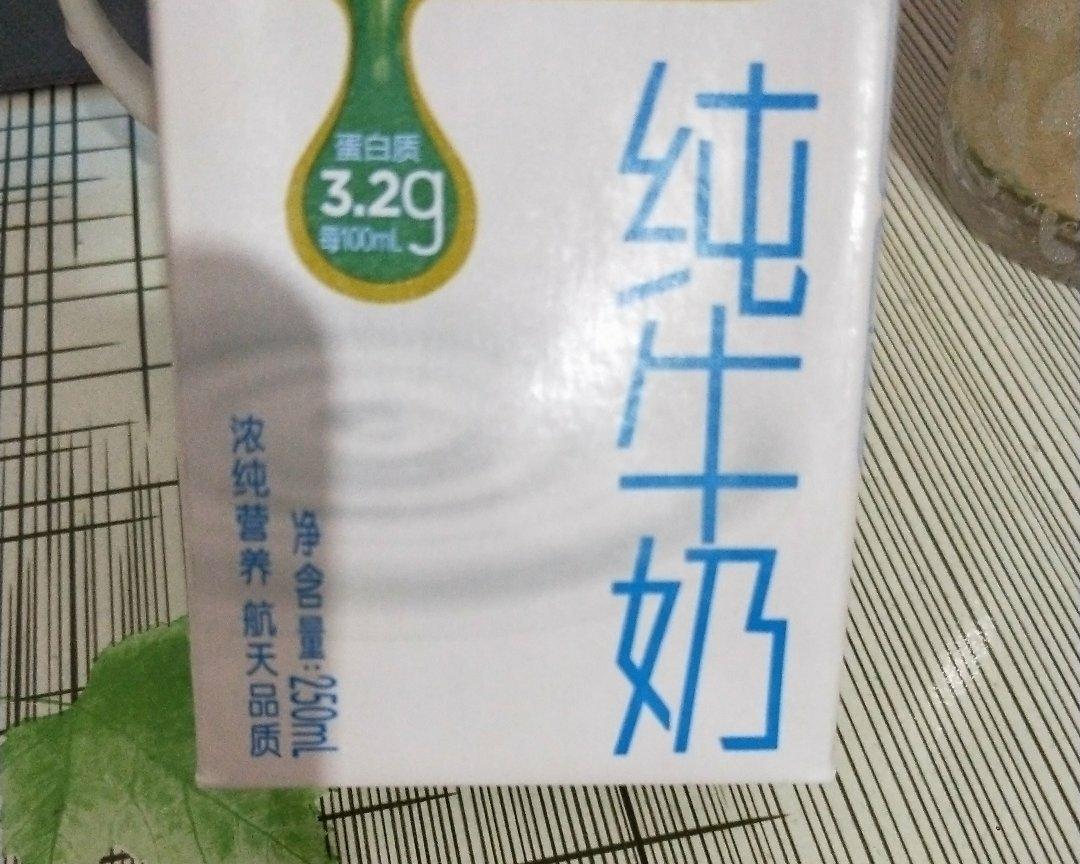 蛋白质
3.2g
每100mL
纯牛奶
浓纯营养 航天品质
净含量:250mL